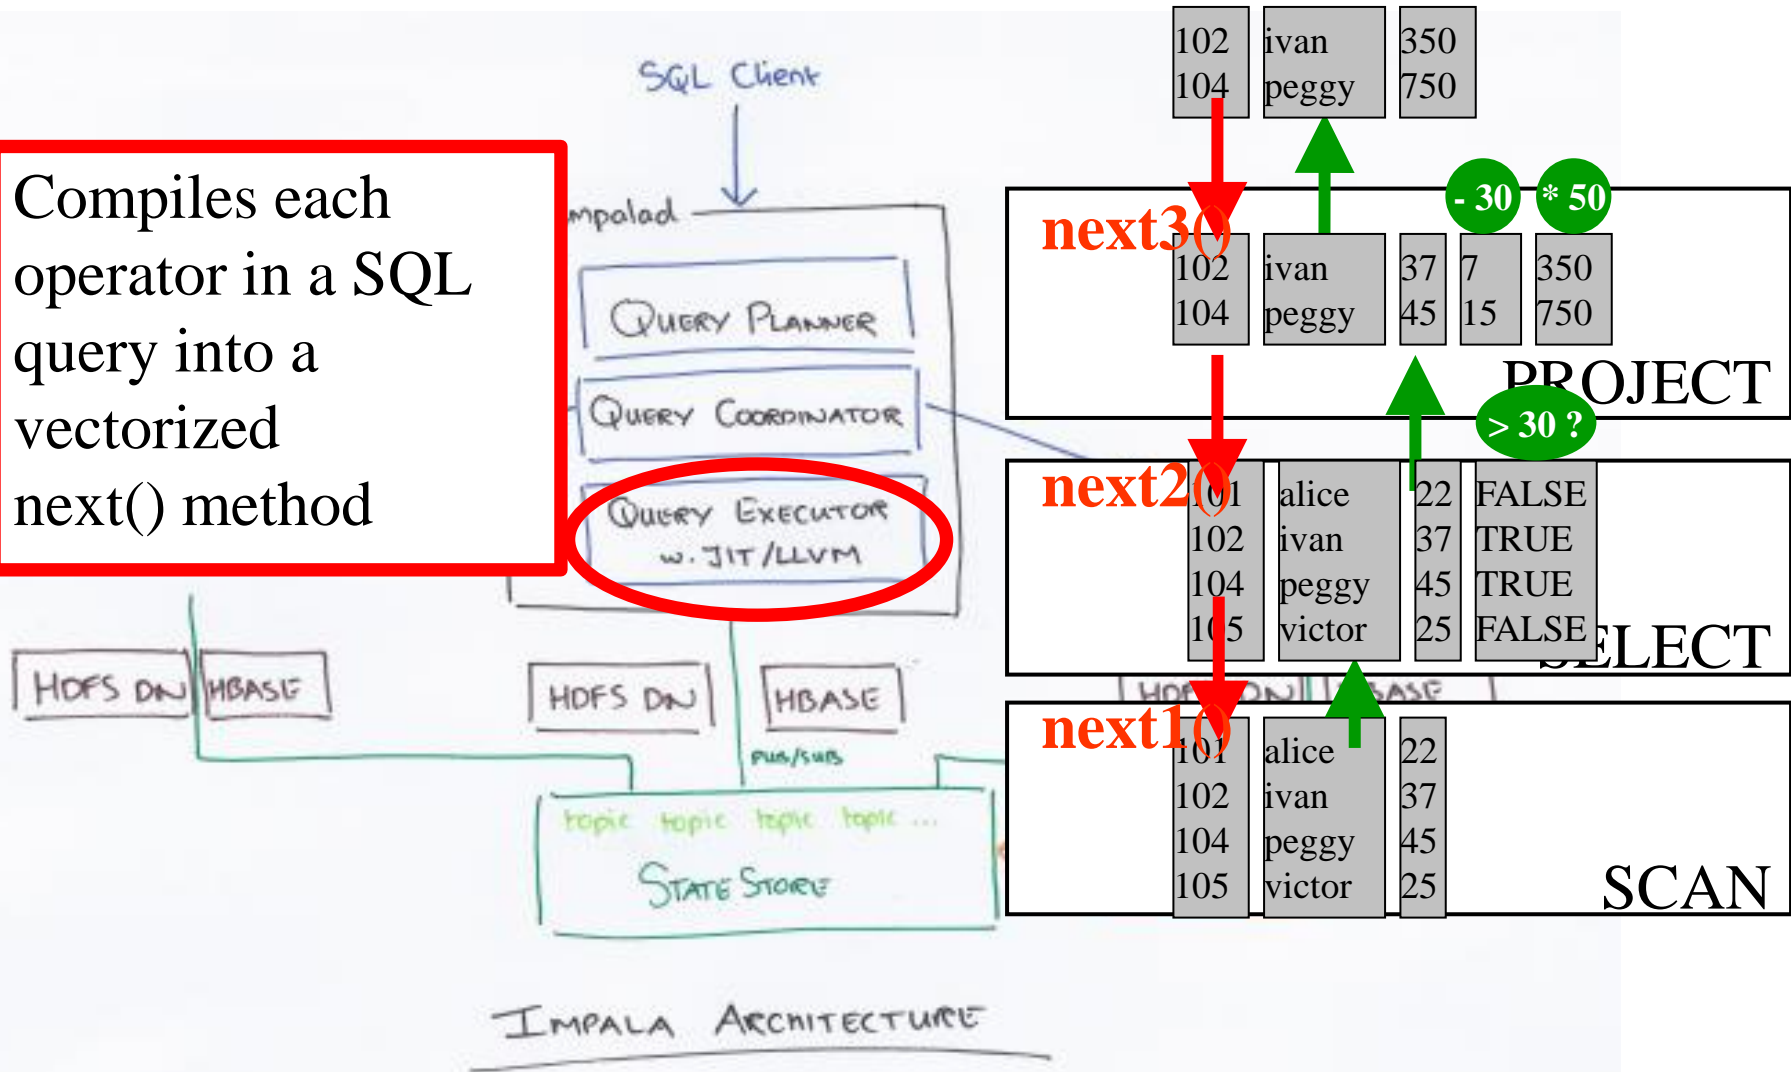 SQL Client
Compiles each
operator in a SQL
query into a
vectorized
next() method
mpalad
QUERY PLANNER
QUERY COORDINATOR
QUERY EXECUTOR
w. JIT/LLVM
HDFS DN HBASE
HDFS DN HBASE
PUB/SUB
topic topic topic topic ...
STATE STORE
IMPALA ARCHITECTURE
102 ivan 350
104 peggy 750
- 30 * 50
next3()
102 ivan 37 7 350
104 peggy 45 15 750
PROJECT
> 30 ?
next2()
101 alice 22 FALSE
102 ivan 37 TRUE
104 peggy 45 TRUE
105 victor 25 FALSE
SELECT
next1()
101 alice 22
102 ivan 37
104 peggy 45
105 victor 25
SCAN